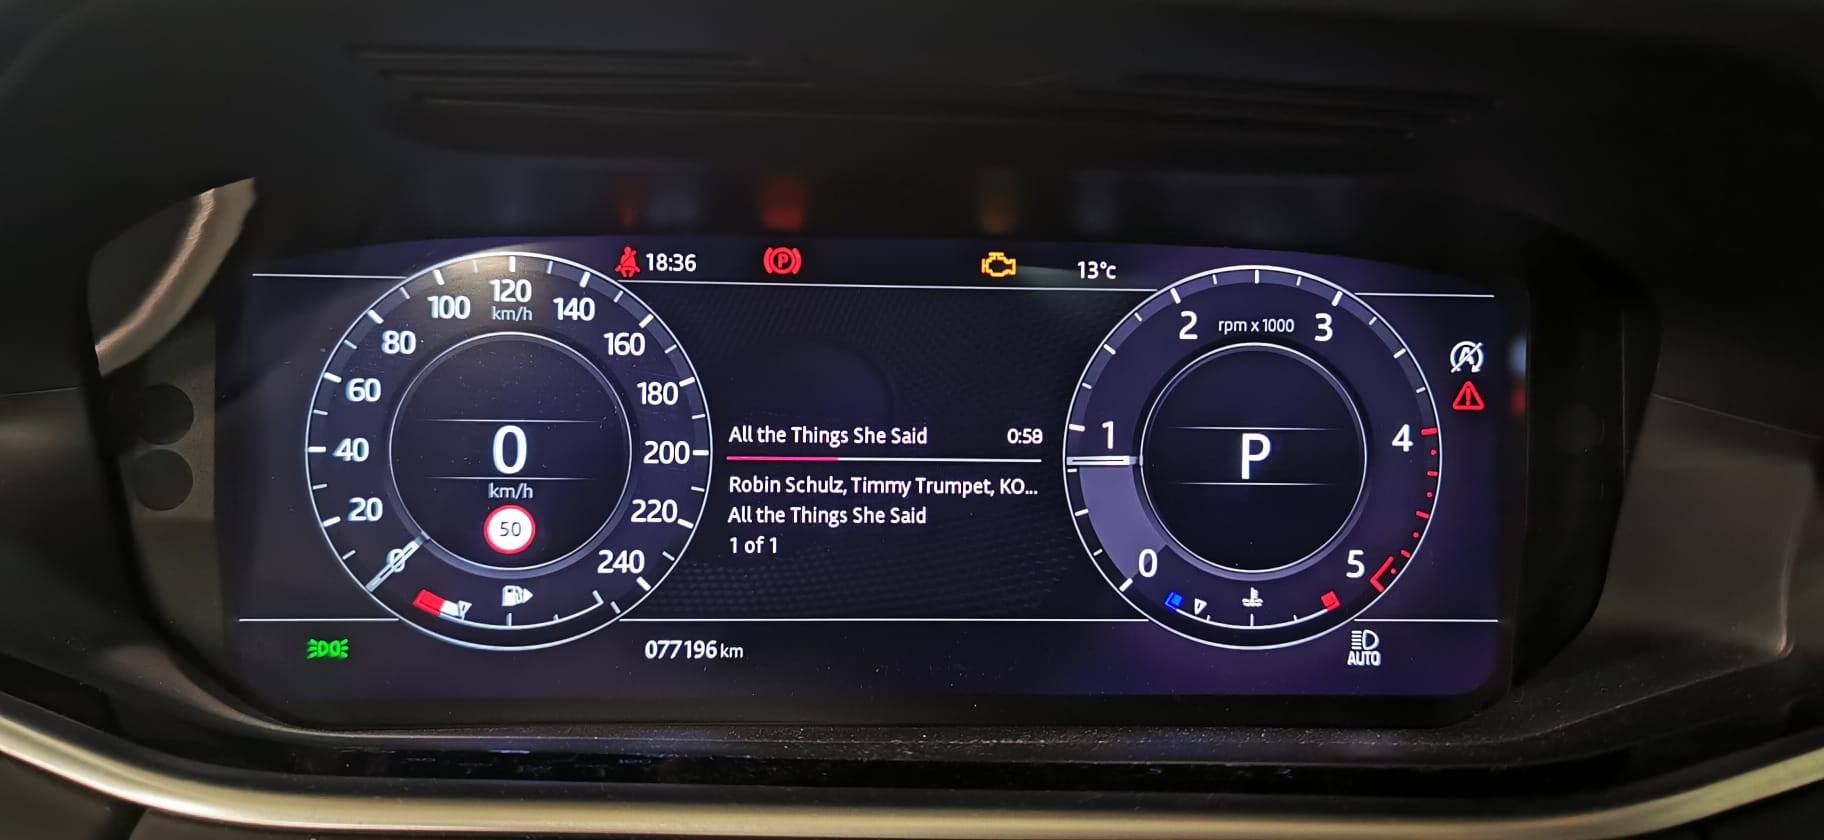 18:36
P
13°c
0
20
40
60
80
100
120
km/h
140
160
180
200
220
240
0
km/h
50
All the Things She Said 0:58
Robin Schulz, Timmy Trumpet, KO...
All the Things She Said
1 of 1
0
1
2
rpm x 1000
3
4
5
P
A
077196 km
AUTO